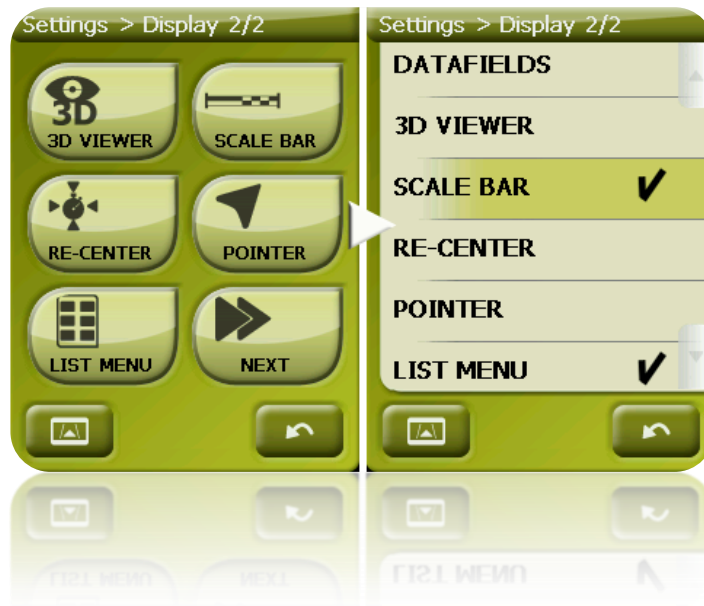 Settings > Display 2/2
3D
3D VIEWER
SCALE BAR
RE-CENTER
POINTER
LIST MENU
NEXT
Settings > Display 2/2
DATAFIELDS
3D VIEWER
SCALE BAR
RE-CENTER
POINTER
LIST MENU